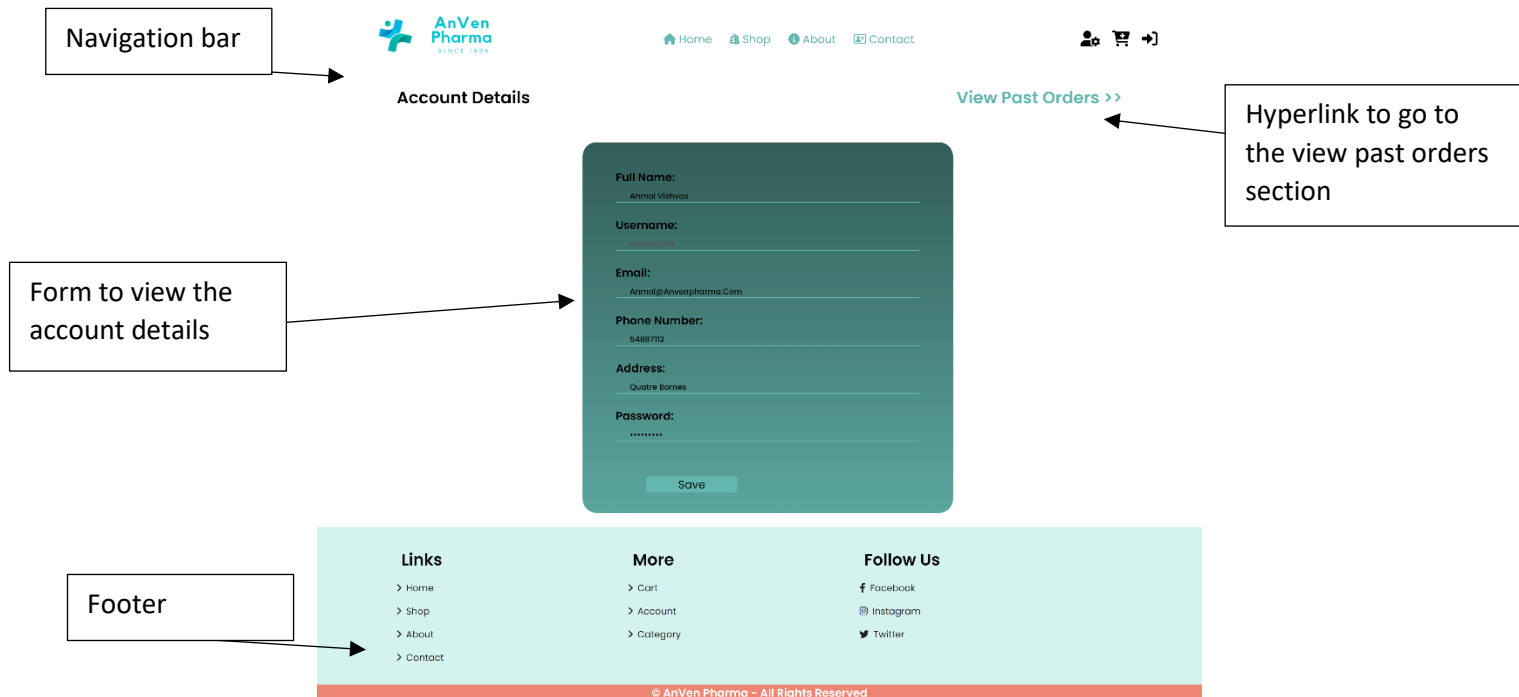 Navigation bar
AnVen
Pharma
SINCE 1984
Home Shop About Contact
Account Details
View Past Orders >>
Hyperlink to go to
the view past orders
section
Full Name:
Anmol Vishvas
Username:
Email:
Anmol@Anvenpharma.Com
Phone Number:
54887112
Address:
Quatre Bornes
Password:
•••••••••
Save
Form to view the
account details
Links
> Home
> Shop
> About
> Contact
More
> Cart
> Account
> Category
Follow Us
Facebook
Instagram
Twitter
Footer
© AnVen Pharma - All Rights Reserved